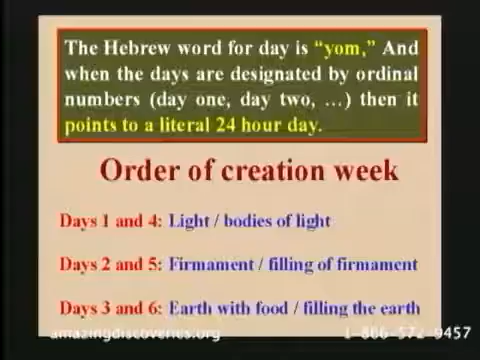 The Hebrew word for day is “yom,” And
when the days are designated by ordinal
numbers (day one, day two, ...) then it
points to a literal 24 hour day.
Order of creation week
Days 1 and 4: Light / bodies of light
Days 2 and 5: Firmament / filling of firmament
Days 3 and 6: Earth with food / filling the earth
amazingdiscoveries.org 1-866-572-9457